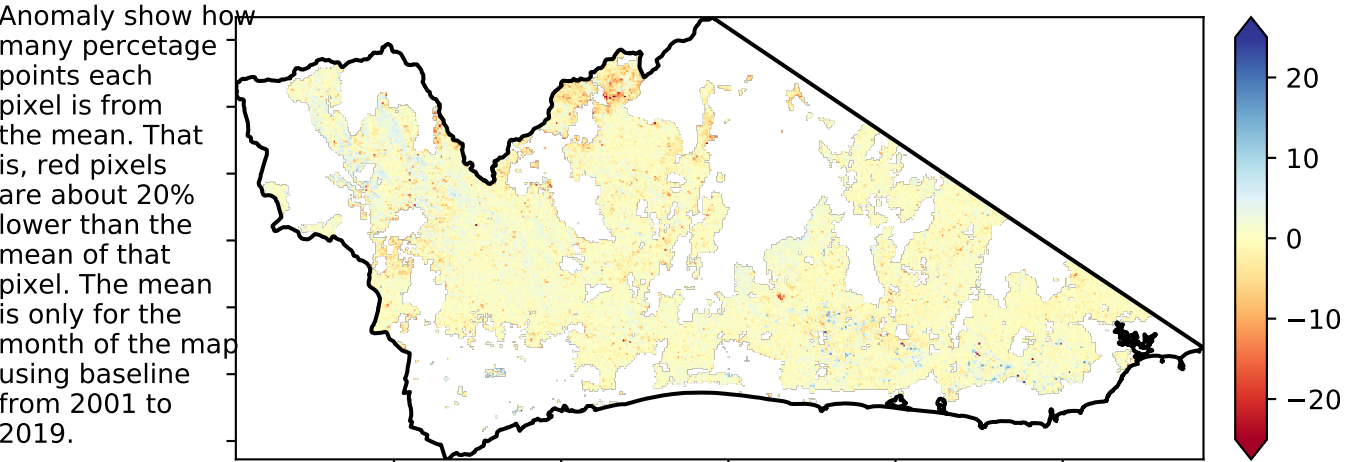 Anomaly show how
many percetage
points each
pixel is from
the mean. That
is, red pixels
are about 20%
lower than the
mean of that
pixel. The mean
is only for the
month of the map
using baseline
from 2001 to
2019.
20
10
0
−10
−20